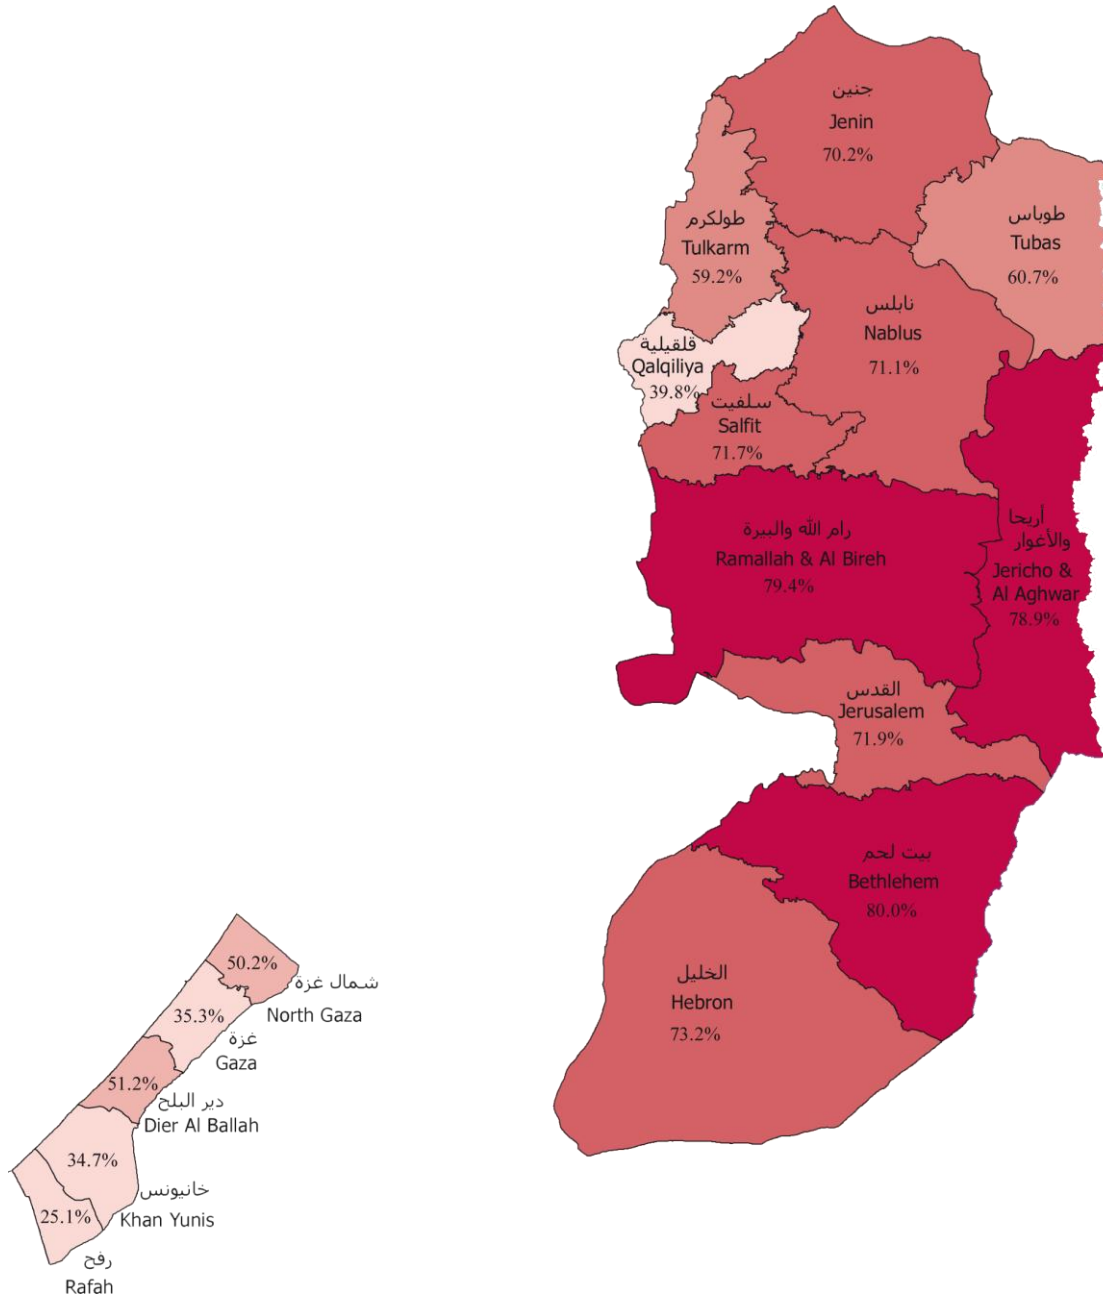 جنين
Jenin
70.2%
طولكرم
Tulkarm
59.2%
طوباس
Tubas
60.7%
نابلس
Nablus
71.1%
قلقيلية
Qalqiliya
39.8%
سلفيت
Salfit
71.7%
رام الله والبيرة
Ramallah & Al Bireh
79.4%
أريحا
والأغوار
Jericho &
Al Aghwar
78.9%
القدس
Jerusalem
71.9%
بيت لحم
Bethlehem
80.0%
الخليل
Hebron
73.2%
50.2%
شمال غزة
North Gaza
35.3%
غزة
Gaza
51.2%
دير البلح
Dier Al Ballah
34.7%
خانيونس
Khan Yunis
25.1%
رفح
Rafah